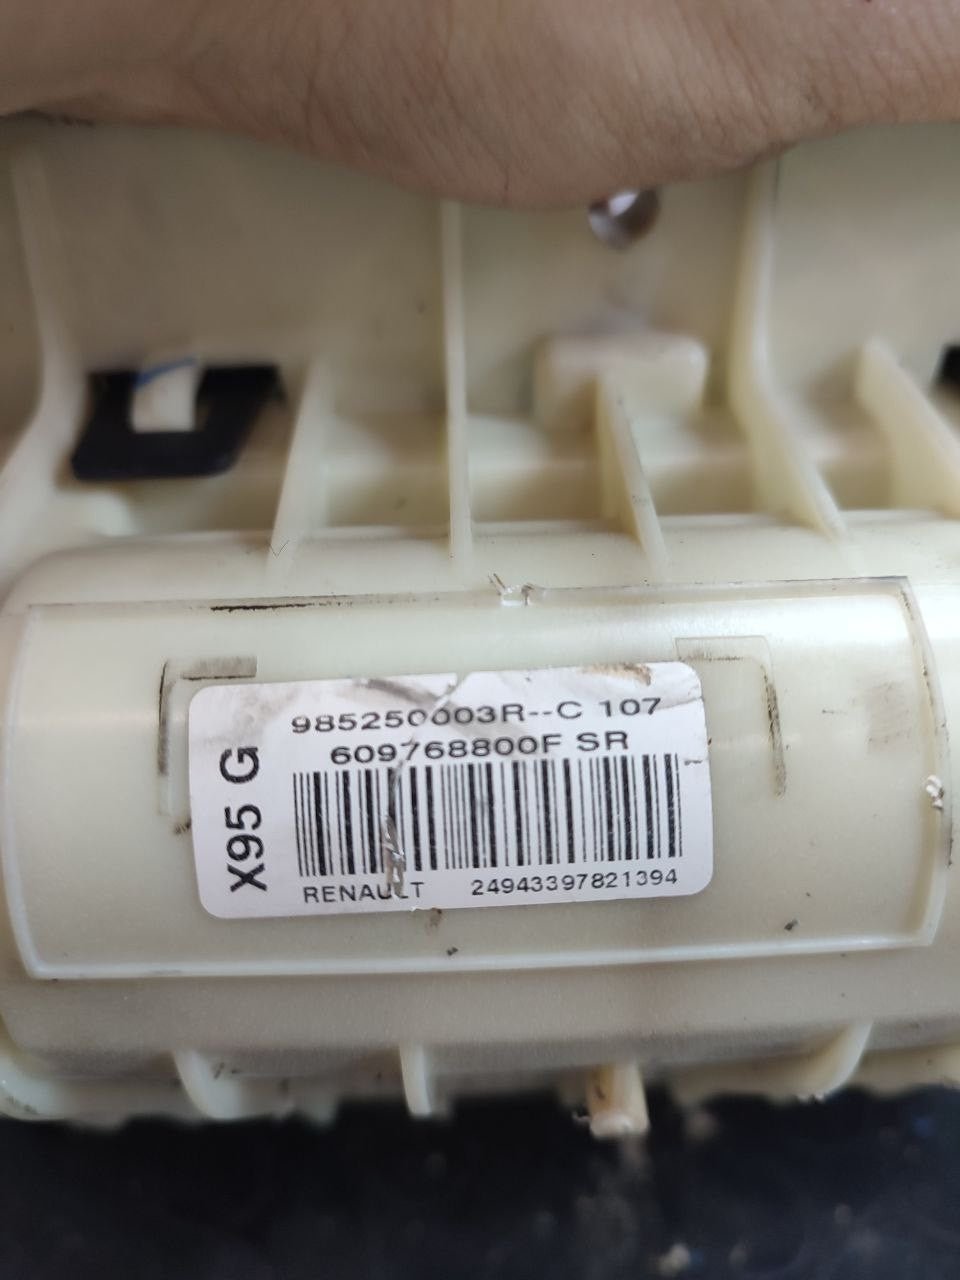 985250003R--C 107
609768800F SR
X95 G
RENAULT 24943397821394